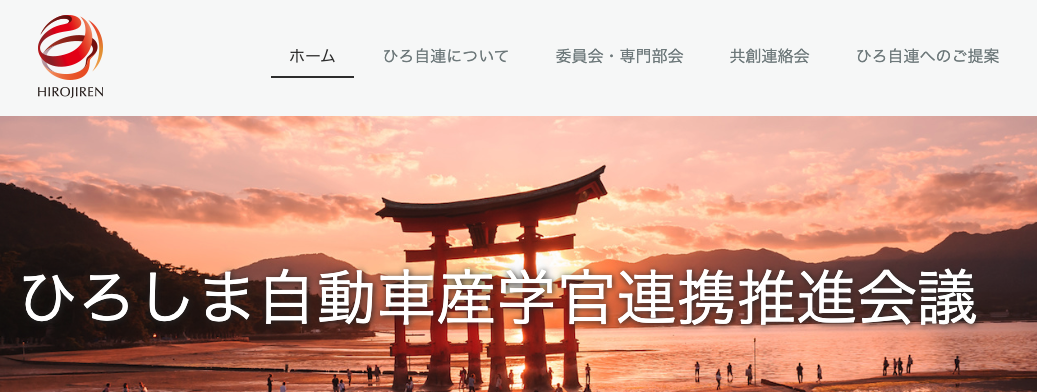 HIROJIREN
ホーム ひろ自連について 委員会・専門部会 共創連絡会 ひろ自連へのご提案
ひろしま自動車産学官連携推進会議